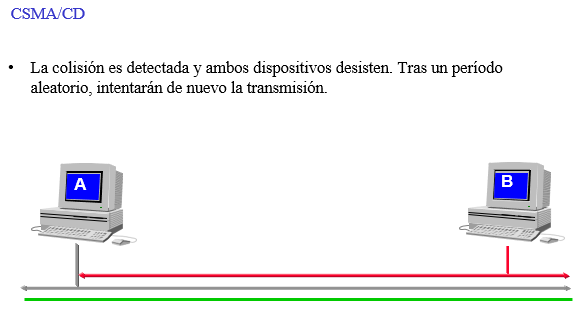 CSMA/CD
• La colisión es detectada y ambos dispositivos desisten. Tras un período
aleatorio, intentarán de nuevo la transmisión.
A
B